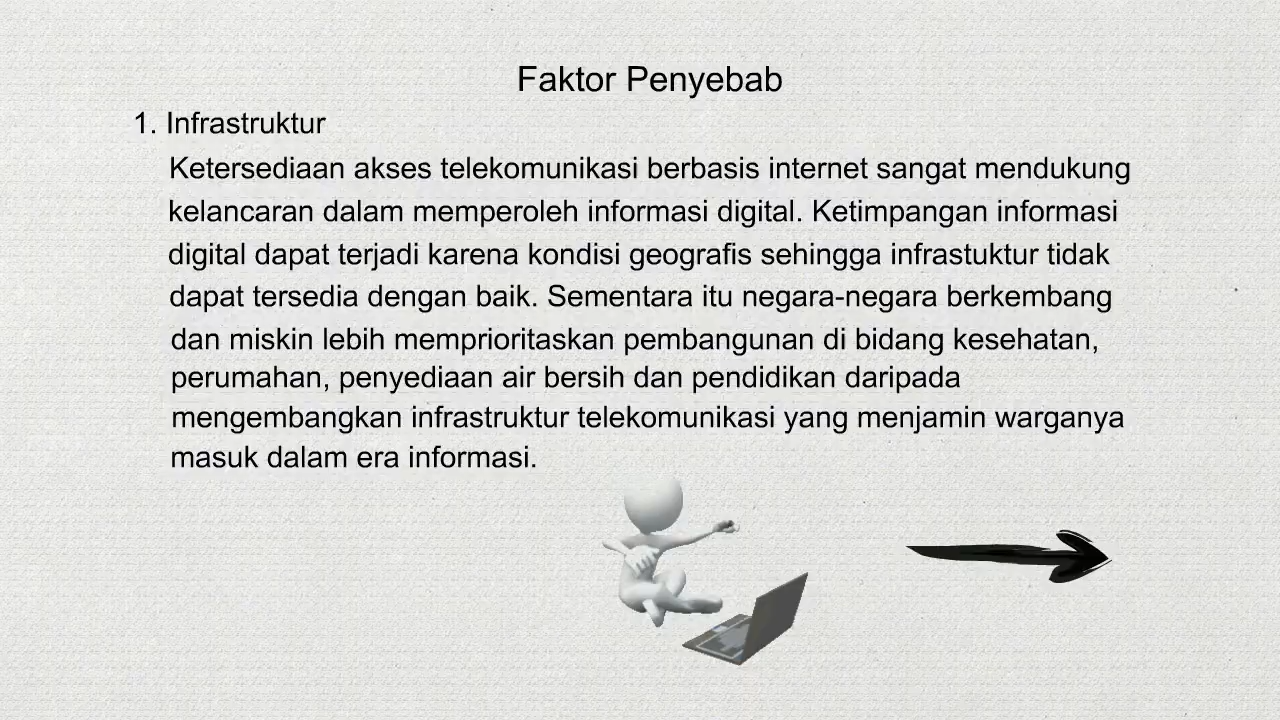 Faktor Penyebab
1. Infrastruktur
Ketersediaan akses telekomunikasi berbasis internet sangat mendukung
kelancaran dalam memperoleh informasi digital. Ketimpangan informasi
digital dapat terjadi karena kondisi geografis sehingga infrastuktur tidak
dapat tersedia dengan baik. Sementara itu negara-negara berkembang
dan miskin lebih memprioritaskan pembangunan di bidang kesehatan,
perumahan, penyediaan air bersih dan pendidikan daripada
mengembangkan infrastruktur telekomunikasi yang menjamin warganya
masuk dalam era informasi.